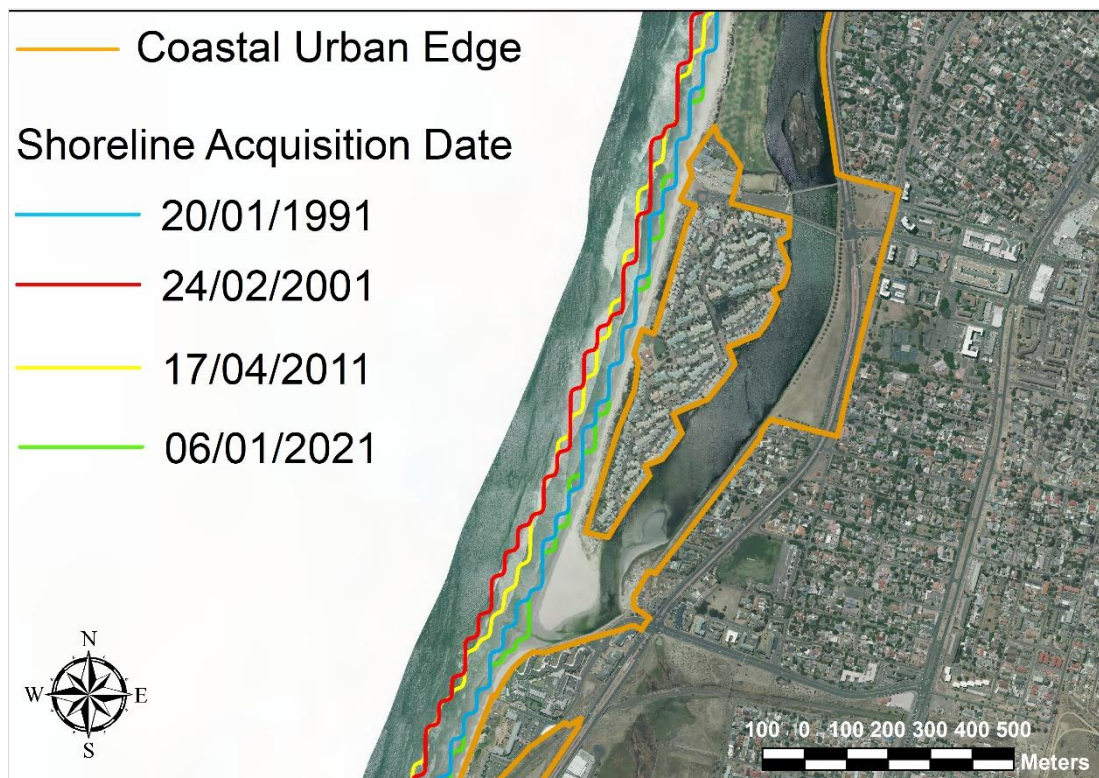 Coastal Urban Edge
Shoreline Acquisition Date
20/01/1991
24/02/2001
17/04/2011
06/01/2021
N
W E
S
100 0 100 200 300 400 500
Meters